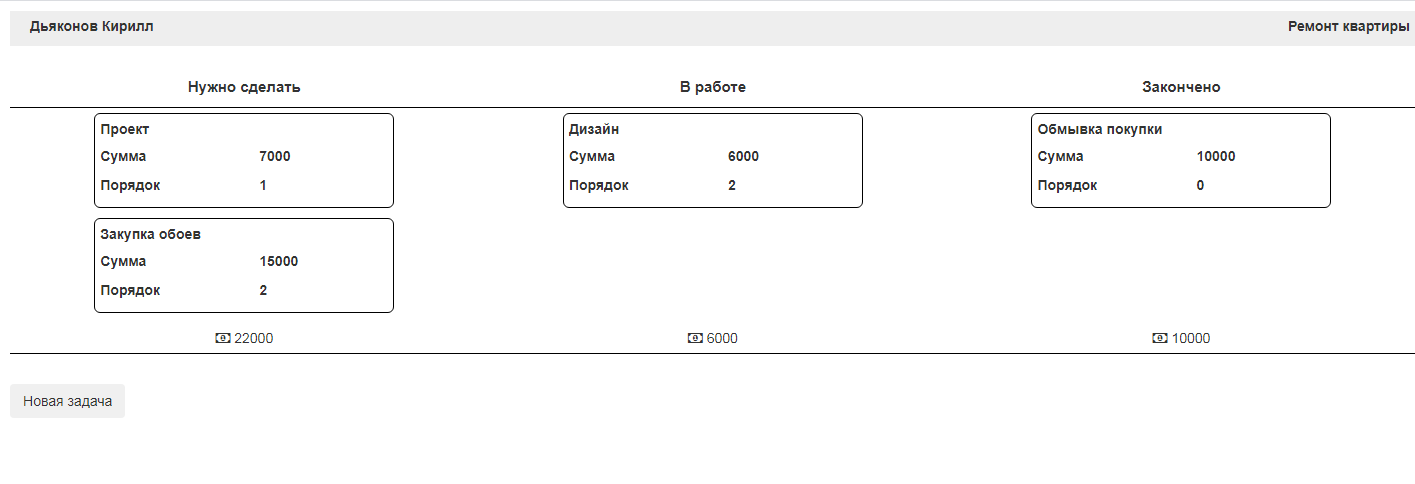 Дьяконов Кирилл Ремонт квартиры
Нужно сделать В работе Закончено
Проект
Сумма 7000
Порядок 1
Закупка обоев
Сумма 15000
Порядок 2
Дизайн
Сумма 6000
Порядок 2
Обмывка покупки
Сумма 10000
Порядок 0
22000 6000 10000
Новая задача